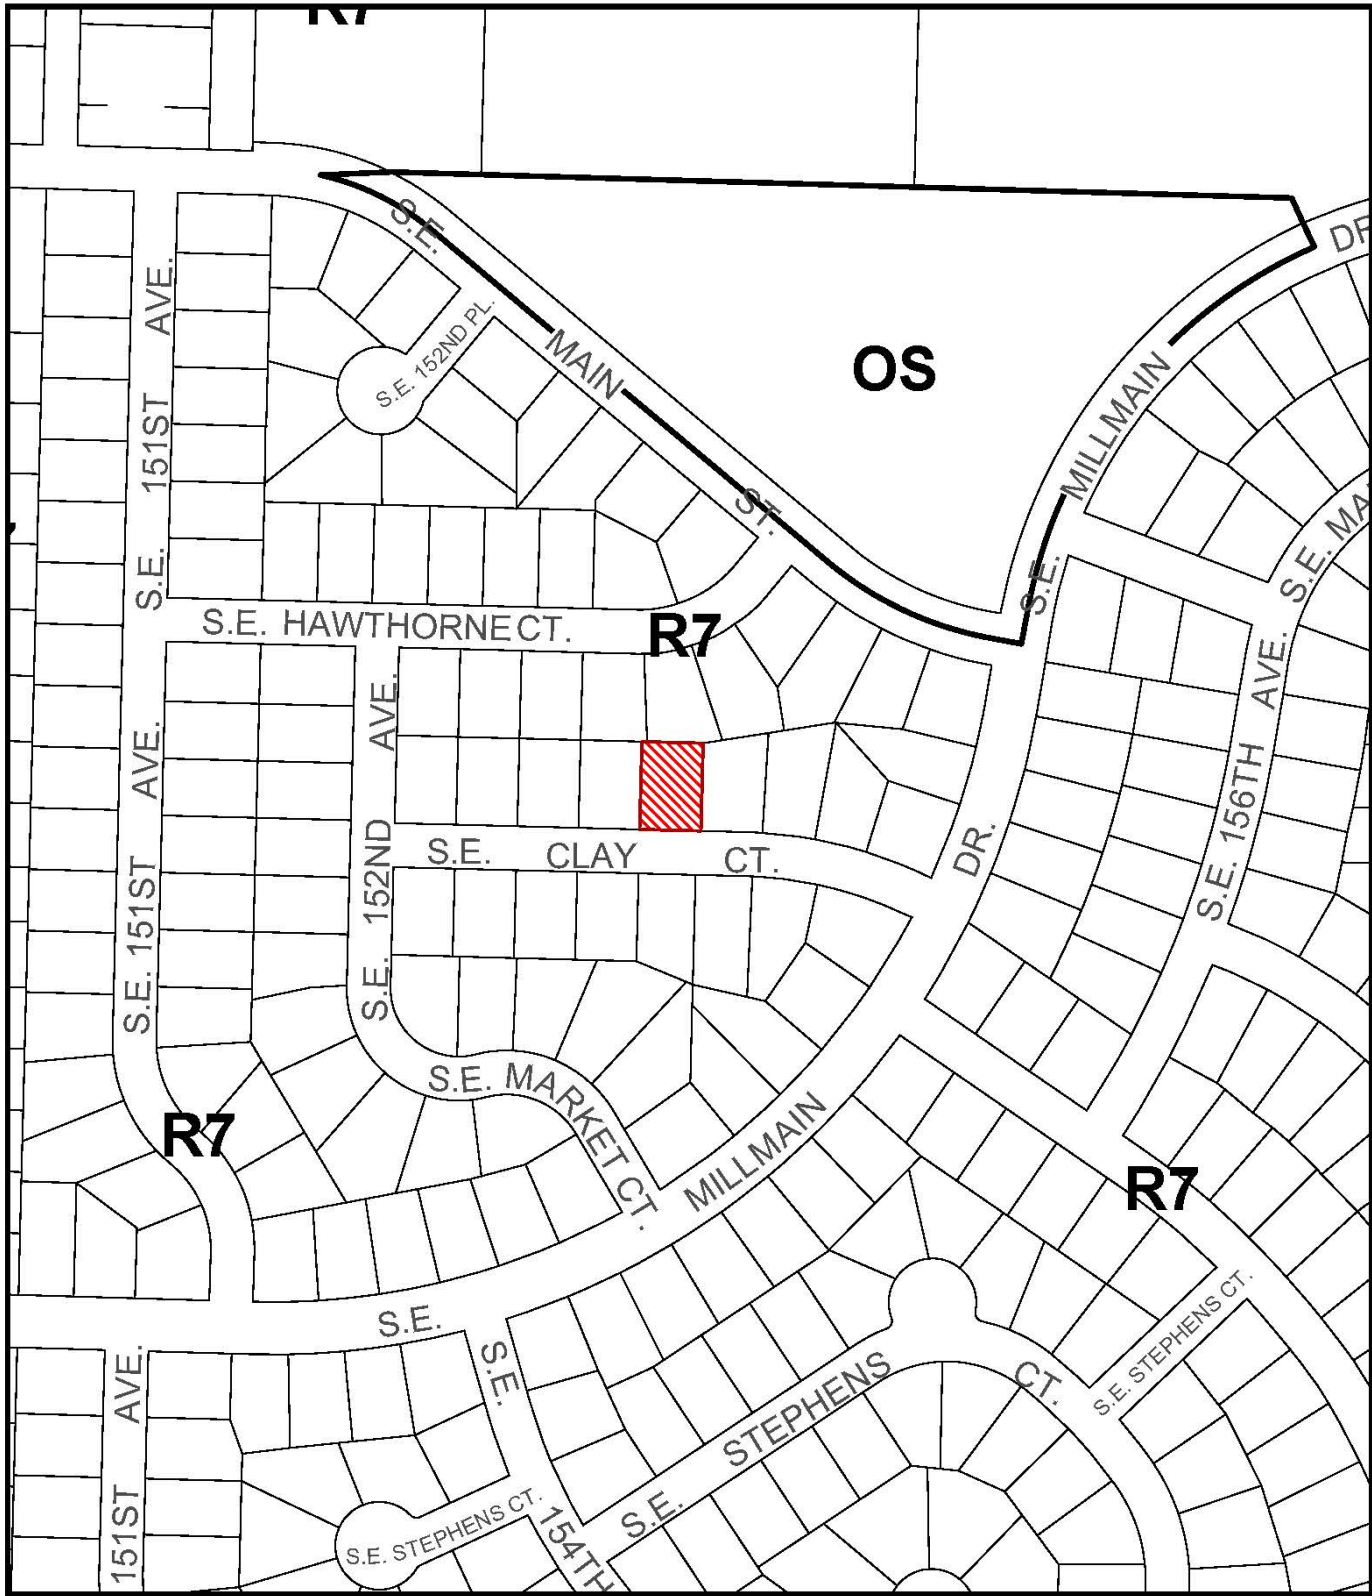 R7
S.E. MAIN ST.
DR
S.E. 152ND PL.
OS
S.E. 151ST AVE.
S.E. MILLMAIN DR.
S.E. MA
S.E. HAWTHORNE CT.
R7
S.E. 156TH AVE.
S.E. 151ST AVE.
S.E. 152ND AVE.
S.E. CLAY CT.
S.E. MARKET CT.
R7
MILLMAIN
R7
S.E.
S.E. STEPHENS CT.
S.E. STEPHENS CT.
151ST AVE.
S.E. 154TH
S.E. STEPHENS CT.